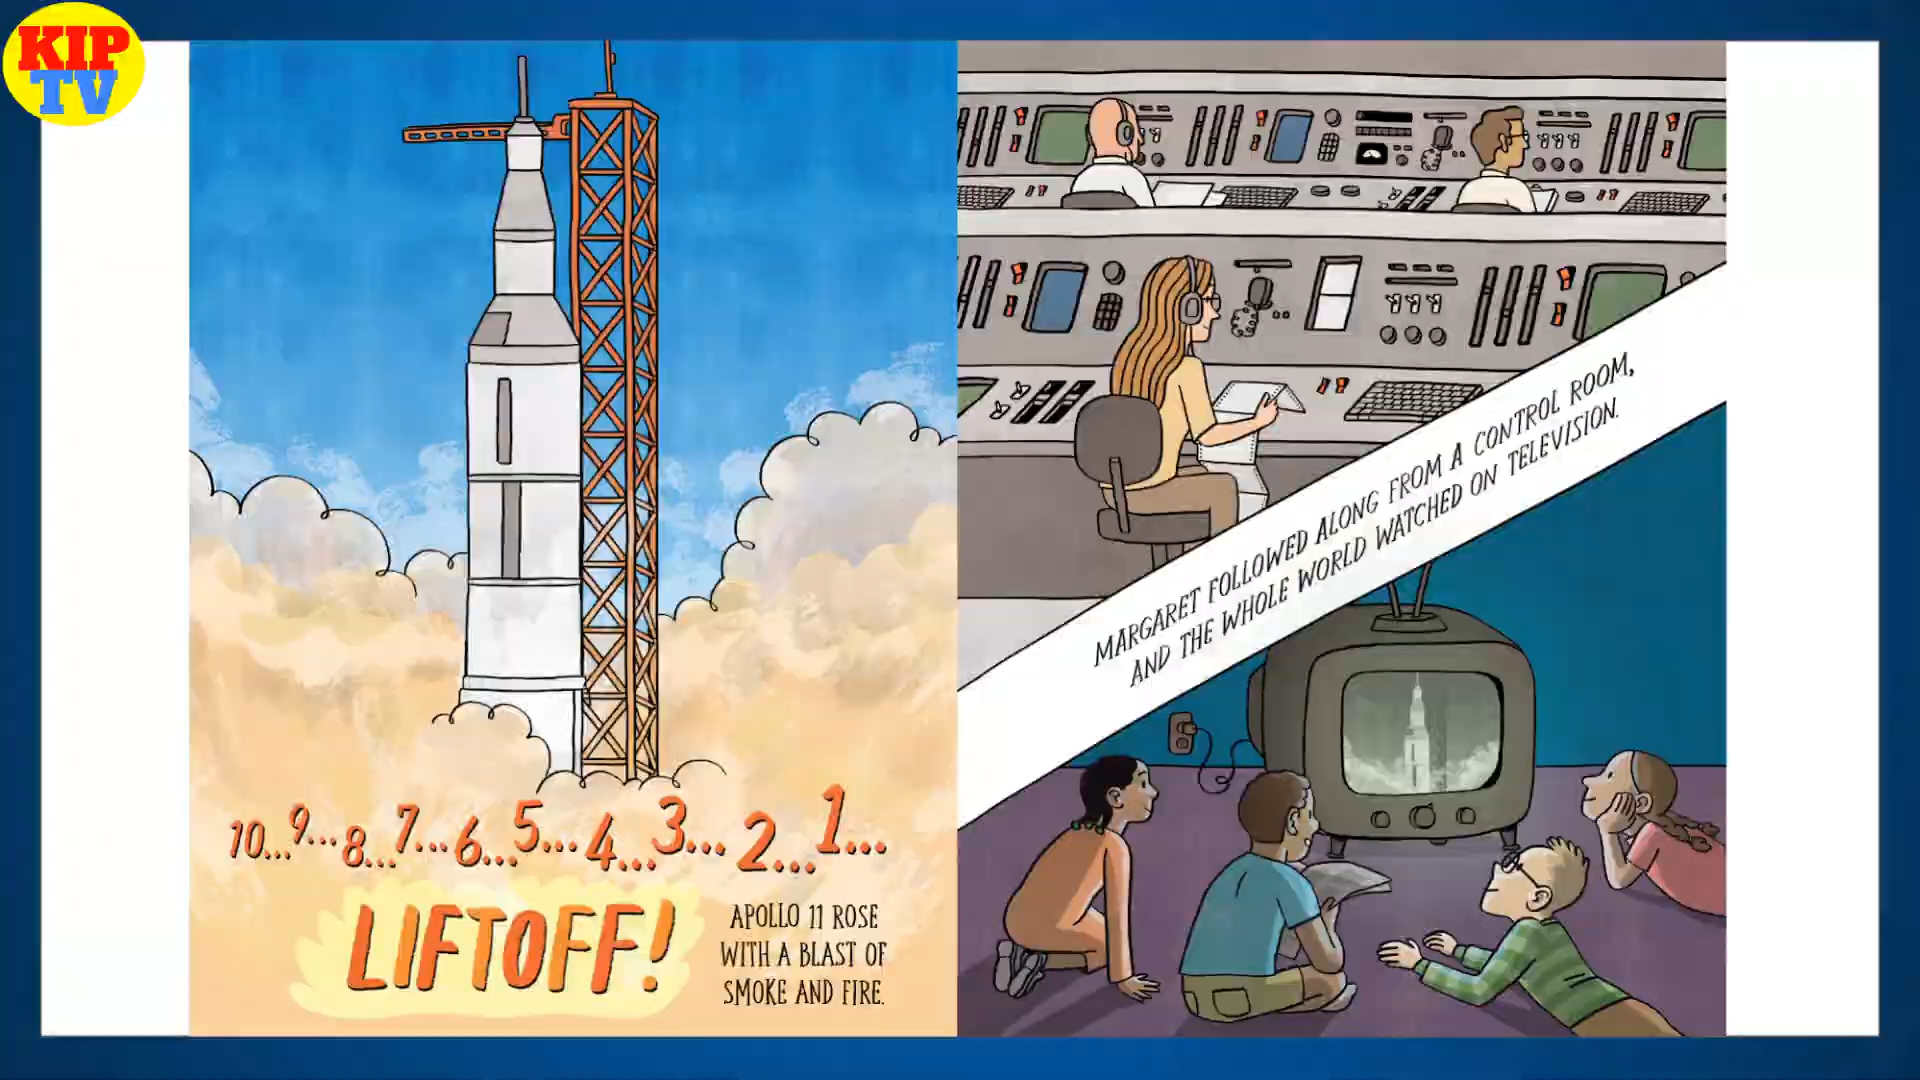 KIP
TV
10...9...8...7...6...5...4...3...2...1...
LIFTOFF!
APOLLO 11 ROSE
WITH A BLAST OF
SMOKE AND FIRE.
MARGARET FOLLOWED ALONG FROM A CONTROL ROOM,
AND THE WHOLE WORLD WATCHED ON TELEVISION.